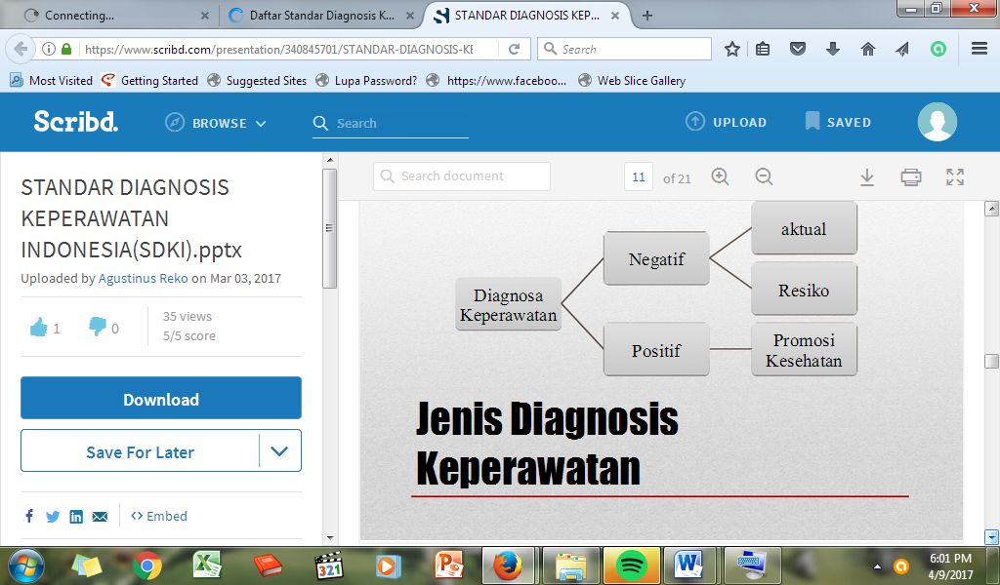 Connecting...
Daftar Standar Diagnosis K...
STANDAR DIAGNOSIS KEP...
https://www.scribd.com/presentation/340845701/STANDAR-DIAGNOSIS-KE
Search
Most Visited
Getting Started
Suggested Sites
Lupa Password?
https://www.faceboo...
Web Slice Gallery
Scribd.
BROWSE
Search
UPLOAD
SAVED
STANDAR DIAGNOSIS
KEPERAWATAN
INDONESIA(SDKI).pptx
Uploaded by Agustinus Reko on Mar 03, 2017
1
0
35 views
5/5 score
Download
Save For Later
Embed
Search document
11 of 21
Diagnosa
Keperawatan
Negatif
aktual
Resiko
Positif
Promosi
Kesehatan
Jenis Diagnosis
Keperawatan
321
6:01 PM
4/9/2017